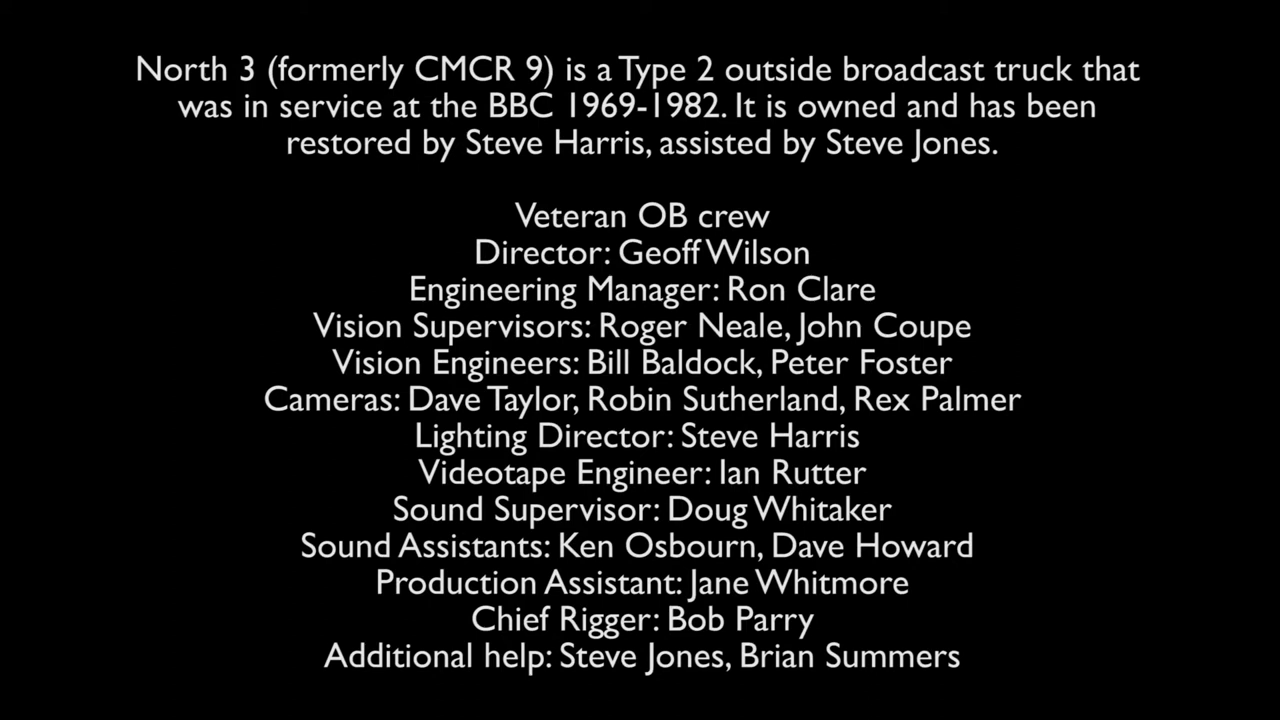 North 3 (formerly CMCR 9) is a Type 2 outside broadcast truck that
was in service at the BBC 1969-1982. It is owned and has been
restored by Steve Harris, assisted by Steve Jones.
Veteran OB crew
Director: Geoff Wilson
Engineering Manager: Ron Clare
Vision Supervisors: Roger Neale, John Coupe
Vision Engineers: Bill Baldock, Peter Foster
Cameras: Dave Taylor, Robin Sutherland, Rex Palmer
Lighting Director: Steve Harris
Videotape Engineer: Ian Rutter
Sound Supervisor: Doug Whitaker
Sound Assistants: Ken Osbourn, Dave Howard
Production Assistant: Jane Whitmore
Chief Rigger: Bob Parry
Additional help: Steve Jones, Brian Summers